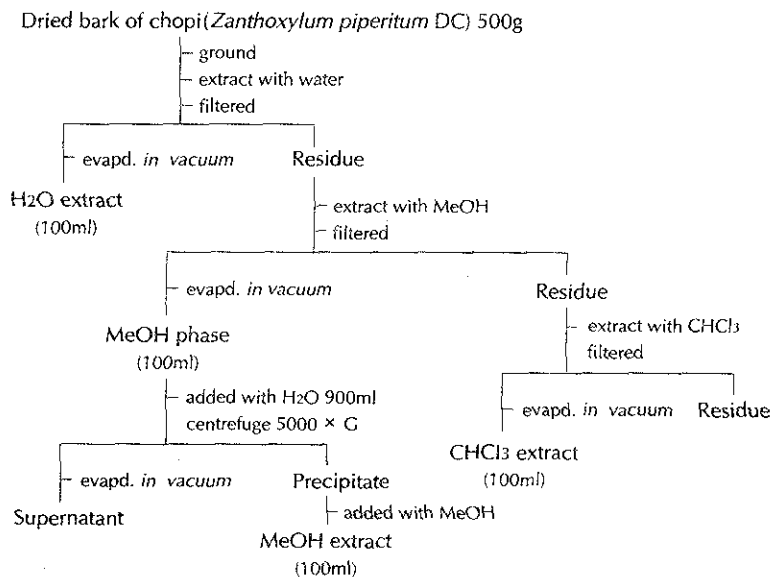 Dried bark of chopi(Zanthoxylum piperitum DC) 500g
ground
extract with water
filtered
evapd. in vacuum
Residue
H2O extract
(100ml)
extract with MeOH
filtered
evapd. in vacuum
Residue
MeOH phase
(100ml)
extract with CHCl3
filtered
added with H2O 900ml
centrefuge 5000 × G
evapd. in vacuum
Residue
CHCl3 extract
(100ml)
evapd. in vacuum
Precipitate
Supernatant
added with MeOH
MeOH extract
(100ml)